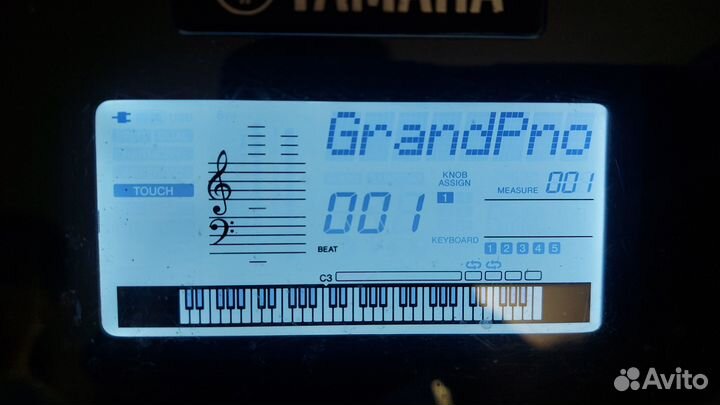 YAMAHA
GrandPno
TOUCH
001
KNOB
ASSIGN
1
MEASURE 001
KEYBOARD 1 2 3 4 5
BEAT
C3
Avito